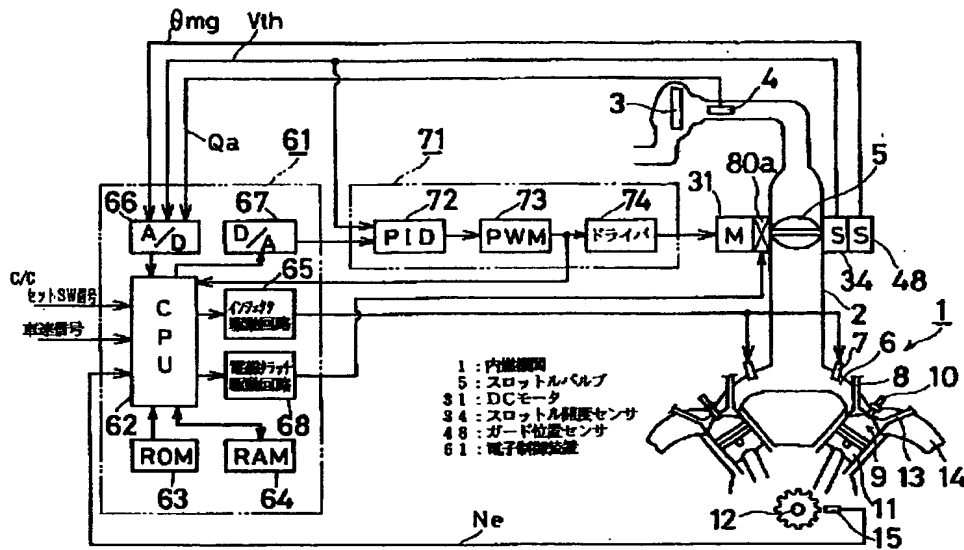 θmg
Vth
Qa
3
4
5
61
71
80a
31
66
67
72
73
74
A/D
D/A
PID
PWM
ドライバ
M
S
S
34
48
65
C/C
セットSW信号
車速信号
CPU
インジェクタ
駆動回路
電磁クラッチ
駆動回路
62
68
ROM
RAM
63
64
2
1
7
6
8
10
9
13
14
11
12
15
Ne
1：内燃機関
5：スロットルバルブ
31：DCモータ
34：スロットル開度センサ
48：ガード位置センサ
61：電子制御装置